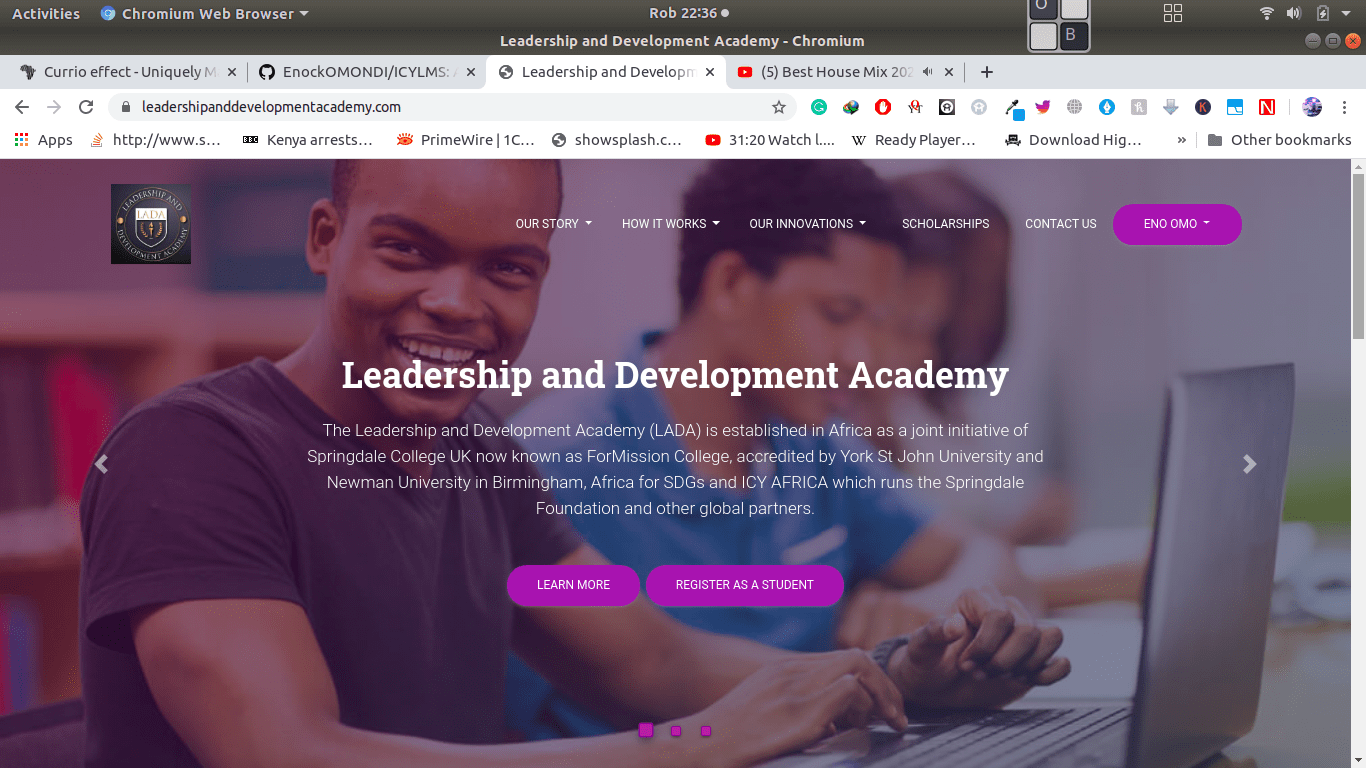 Activities
Chromium Web Browser
Rob 22:36
O
B
Leadership and Development Academy - Chromium
Currio effect - Uniquely M
EnockOMONDI/ICYLMS:
Leadership and Developm
(5) Best House Mix 202
leadershipanddevelopmentacademy.com
Apps
http://www.s...
Kenya arrests...
PrimeWire | 1C...
showsplash.c...
31:20 Watch l....
Ready Player...
Download Hig...
»
Other bookmarks
LEADERSHIP AND
LADA
DEVELOPMENT ACADEMY
OUR STORY
HOW IT WORKS
OUR INNOVATIONS
SCHOLARSHIPS
CONTACT US
ENO OMO
Leadership and Development Academy
The Leadership and Development Academy (LADA) is established in Africa as a joint initiative of
Springdale College UK now known as ForMission College, accredited by York St John University and
Newman University in Birmingham, Africa for SDGs and ICY AFRICA which runs the Springdale
Foundation and other global partners.
LEARN MORE
REGISTER AS A STUDENT